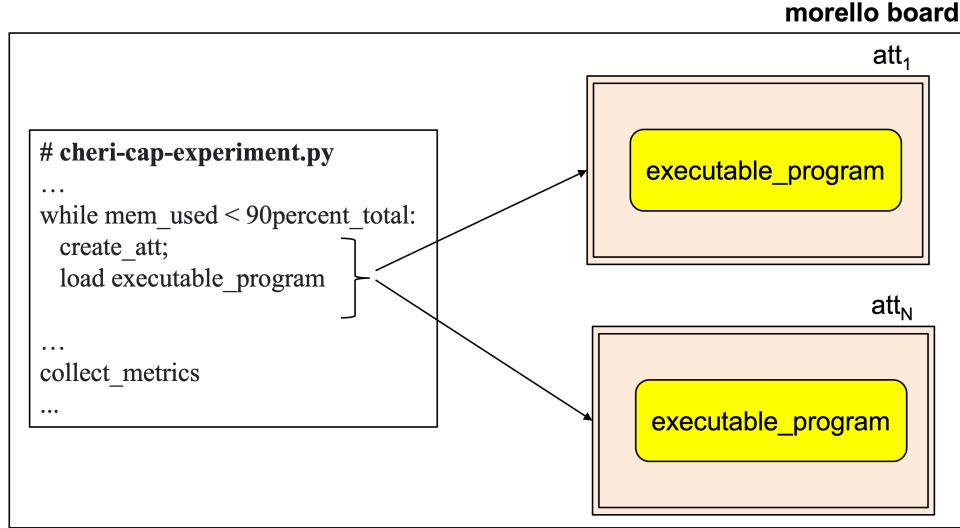 morello board
# cheri-cap-experiment.py
…
while mem_used < 90percent_total:
create_att;
load executable_program
…
collect_metrics
...
att1
executable_program
attN
executable_program